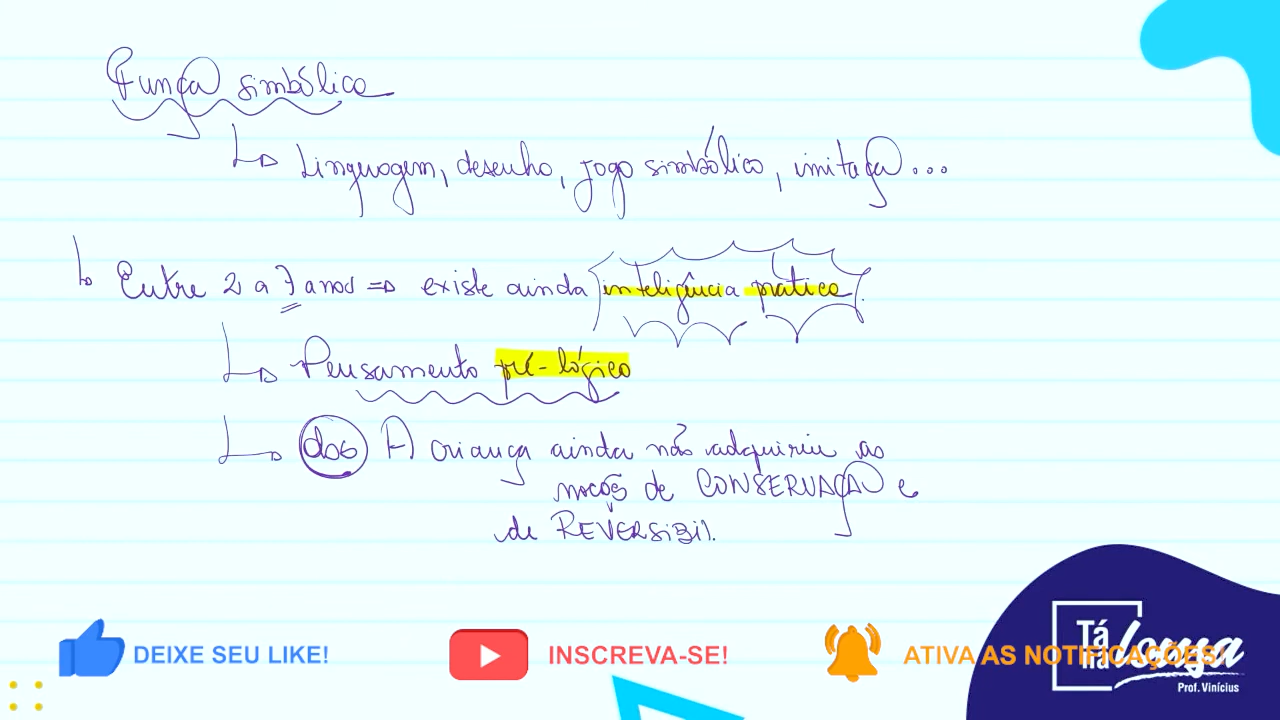 Função simbólica
Linguagem, desenho, jogo simbólico, imitação...
Entre 2 a 7 anos => existe ainda inteligência prática.
Pensamento pré-lógico
A criança ainda não adquiriu as
noções de CONSERVAÇÃO e
de REVERSIBIL.
DEIXE SEU LIKE!
INSCREVA-SE!
ATIVA AS NOTIFICAÇÕES!
Tá na lousa
Prof. Vinícius